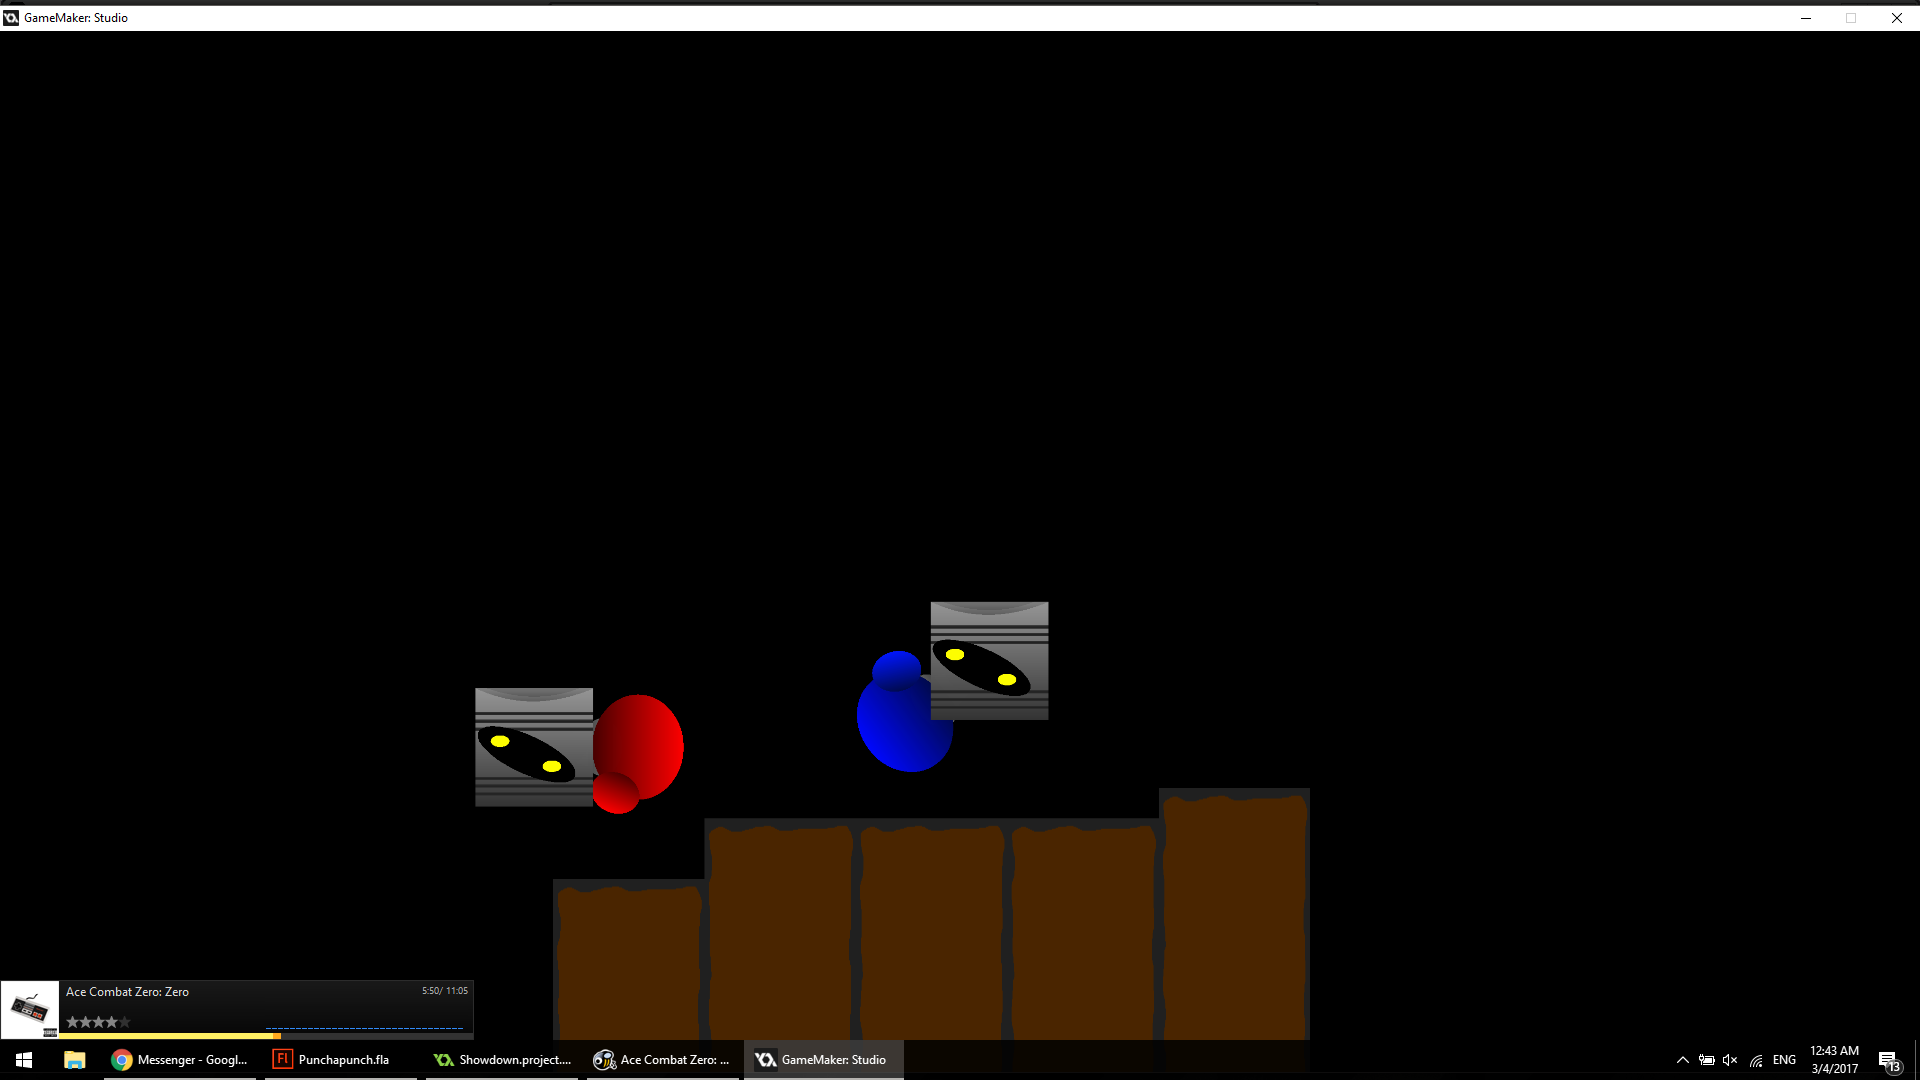 GameMaker: Studio
Ace Combat Zero: Zero
5:50/ 11:05
Messenger - Googl...
Punchapunch.fla
Showdown.project....
Ace Combat Zero: ...
GameMaker: Studio
ENG
12:43 AM
3/4/2017
13
Fl